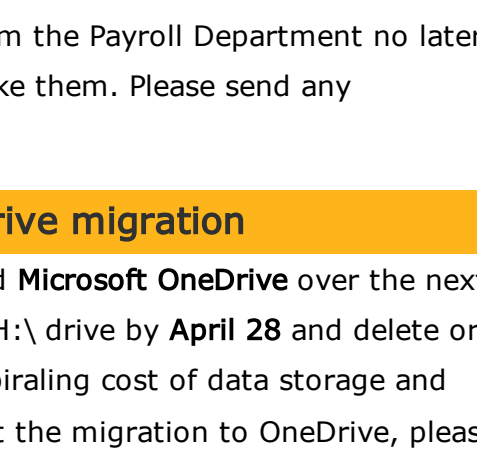 m the Payroll Department no later
ke them. Please send any
rive migration
d Microsoft OneDrive over the next
H:\ drive by April 28 and delete or
piraling cost of data storage and
t the migration to OneDrive, pleas